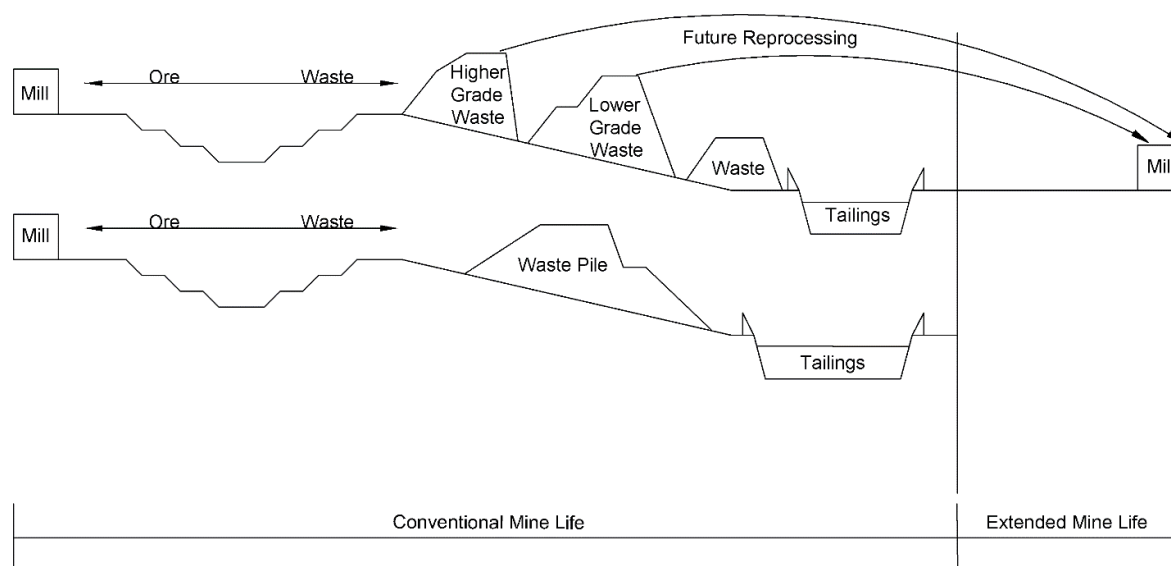 Future Reprocessing
Mill
Ore
Waste
Higher
Grade
Waste
Lower
Grade
Waste
Waste
Tailings
Mill
Mill
Ore
Waste
Waste Pile
Tailings
Conventional Mine Life
Extended Mine Life